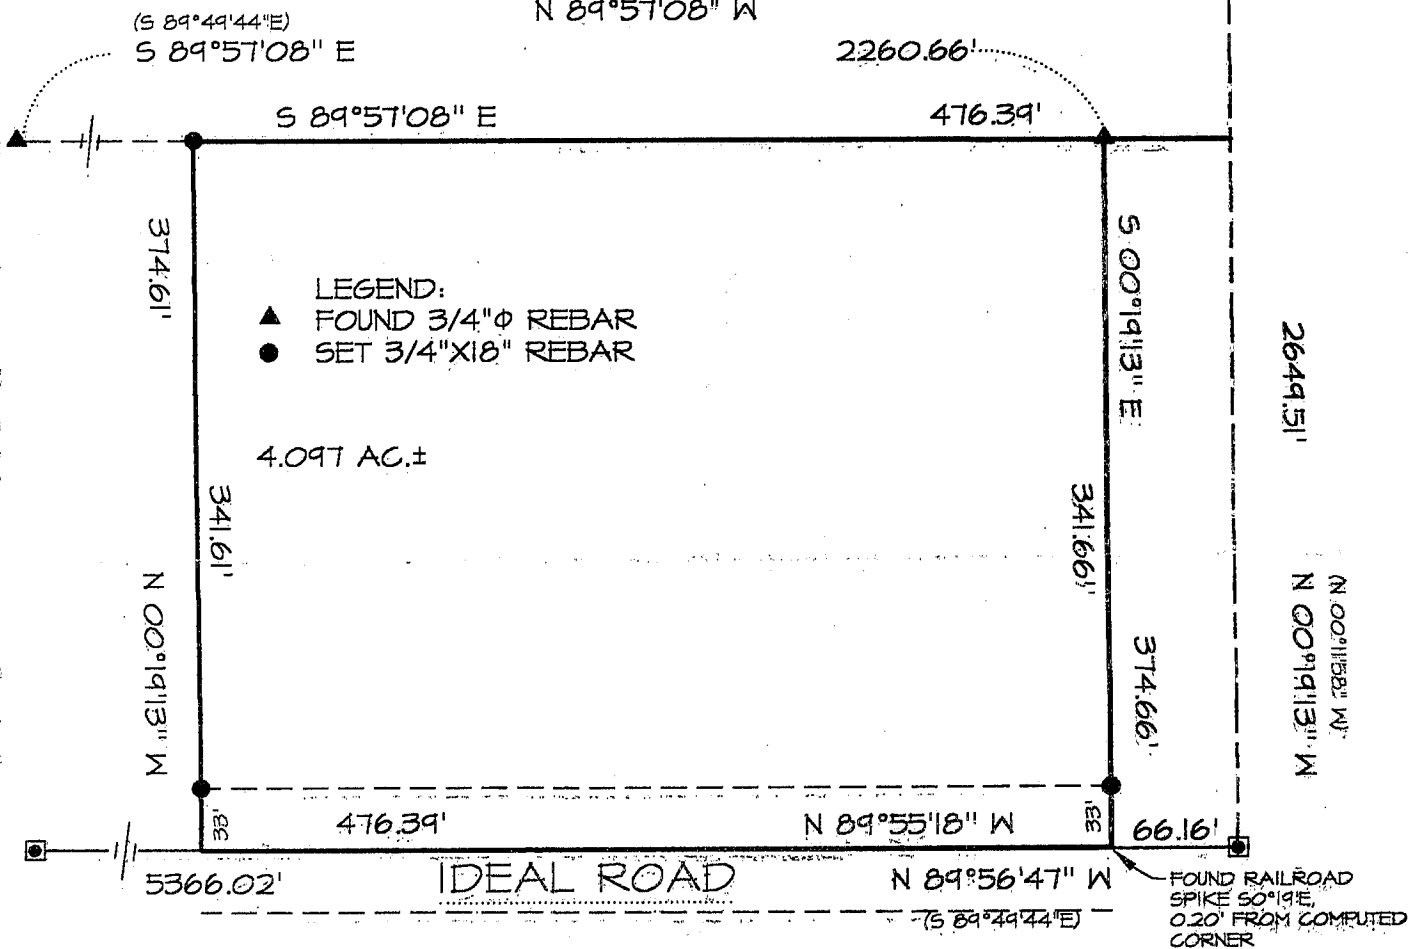 N 89°57'08" W
(S 89°49'44"E)
S 89°57'08" E
2260.66'
S 89°57'08" E
476.39'
374.61'
S 00°19'13" E
LEGEND:
FOUND 3/4"Φ REBAR
SET 3/4"X18" REBAR
2649.51'
4.097 AC.±
341.61'
341.66'
N 00°19'13" W
N 00°19'13" W
(N 00°11'58" W)
374.66'
33'
476.39'
N 89°55'18" W
33'
66.16'
5366.02'
IDEAL ROAD
N 89°56'47" W
(S 89°49'44"E)
FOUND RAILROAD
SPIKE S0°19'E,
0.20' FROM COMPUTED
CORNER